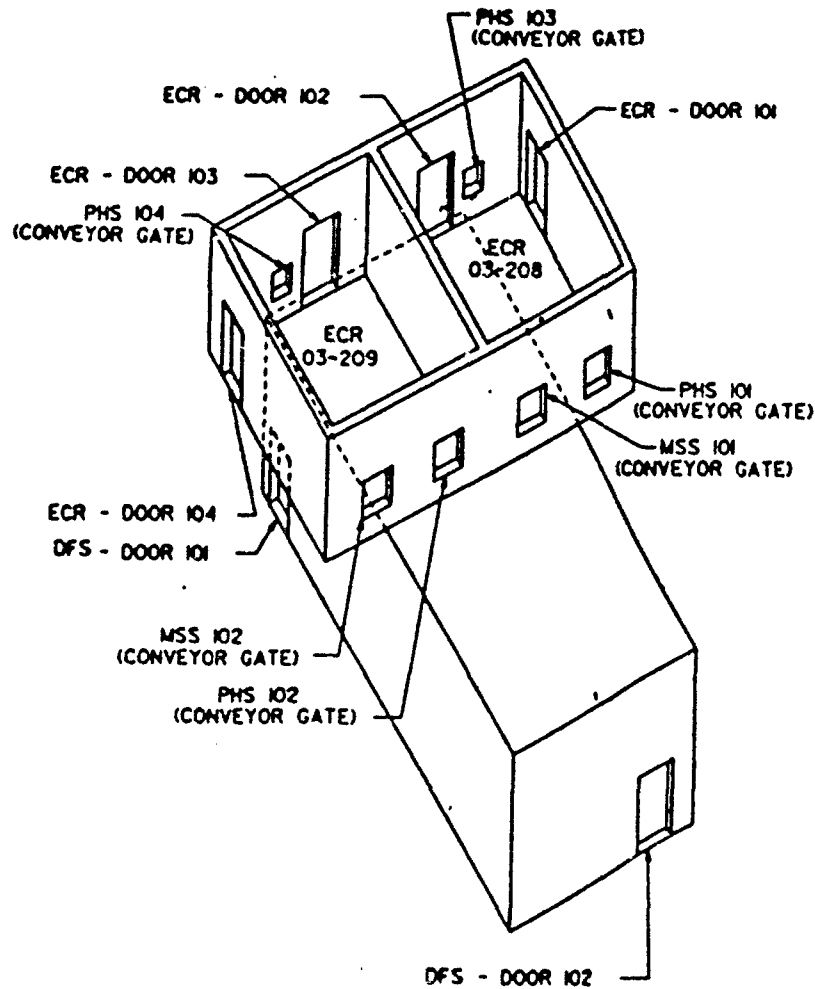 PHS 103
(CONVEYOR GATE)
ECR - DOOR 102
ECR - DOOR 101
ECR - DOOR 103
PHS 104
(CONVEYOR GATE)
ECR
03-208
ECR
03-209
PHS 101
(CONVEYOR GATE)
MSS 101
(CONVEYOR GATE)
ECR - DOOR 104
DFS - DOOR 101
MSS 102
(CONVEYOR GATE)
PHS 102
(CONVEYOR GATE)
DFS - DOOR 102